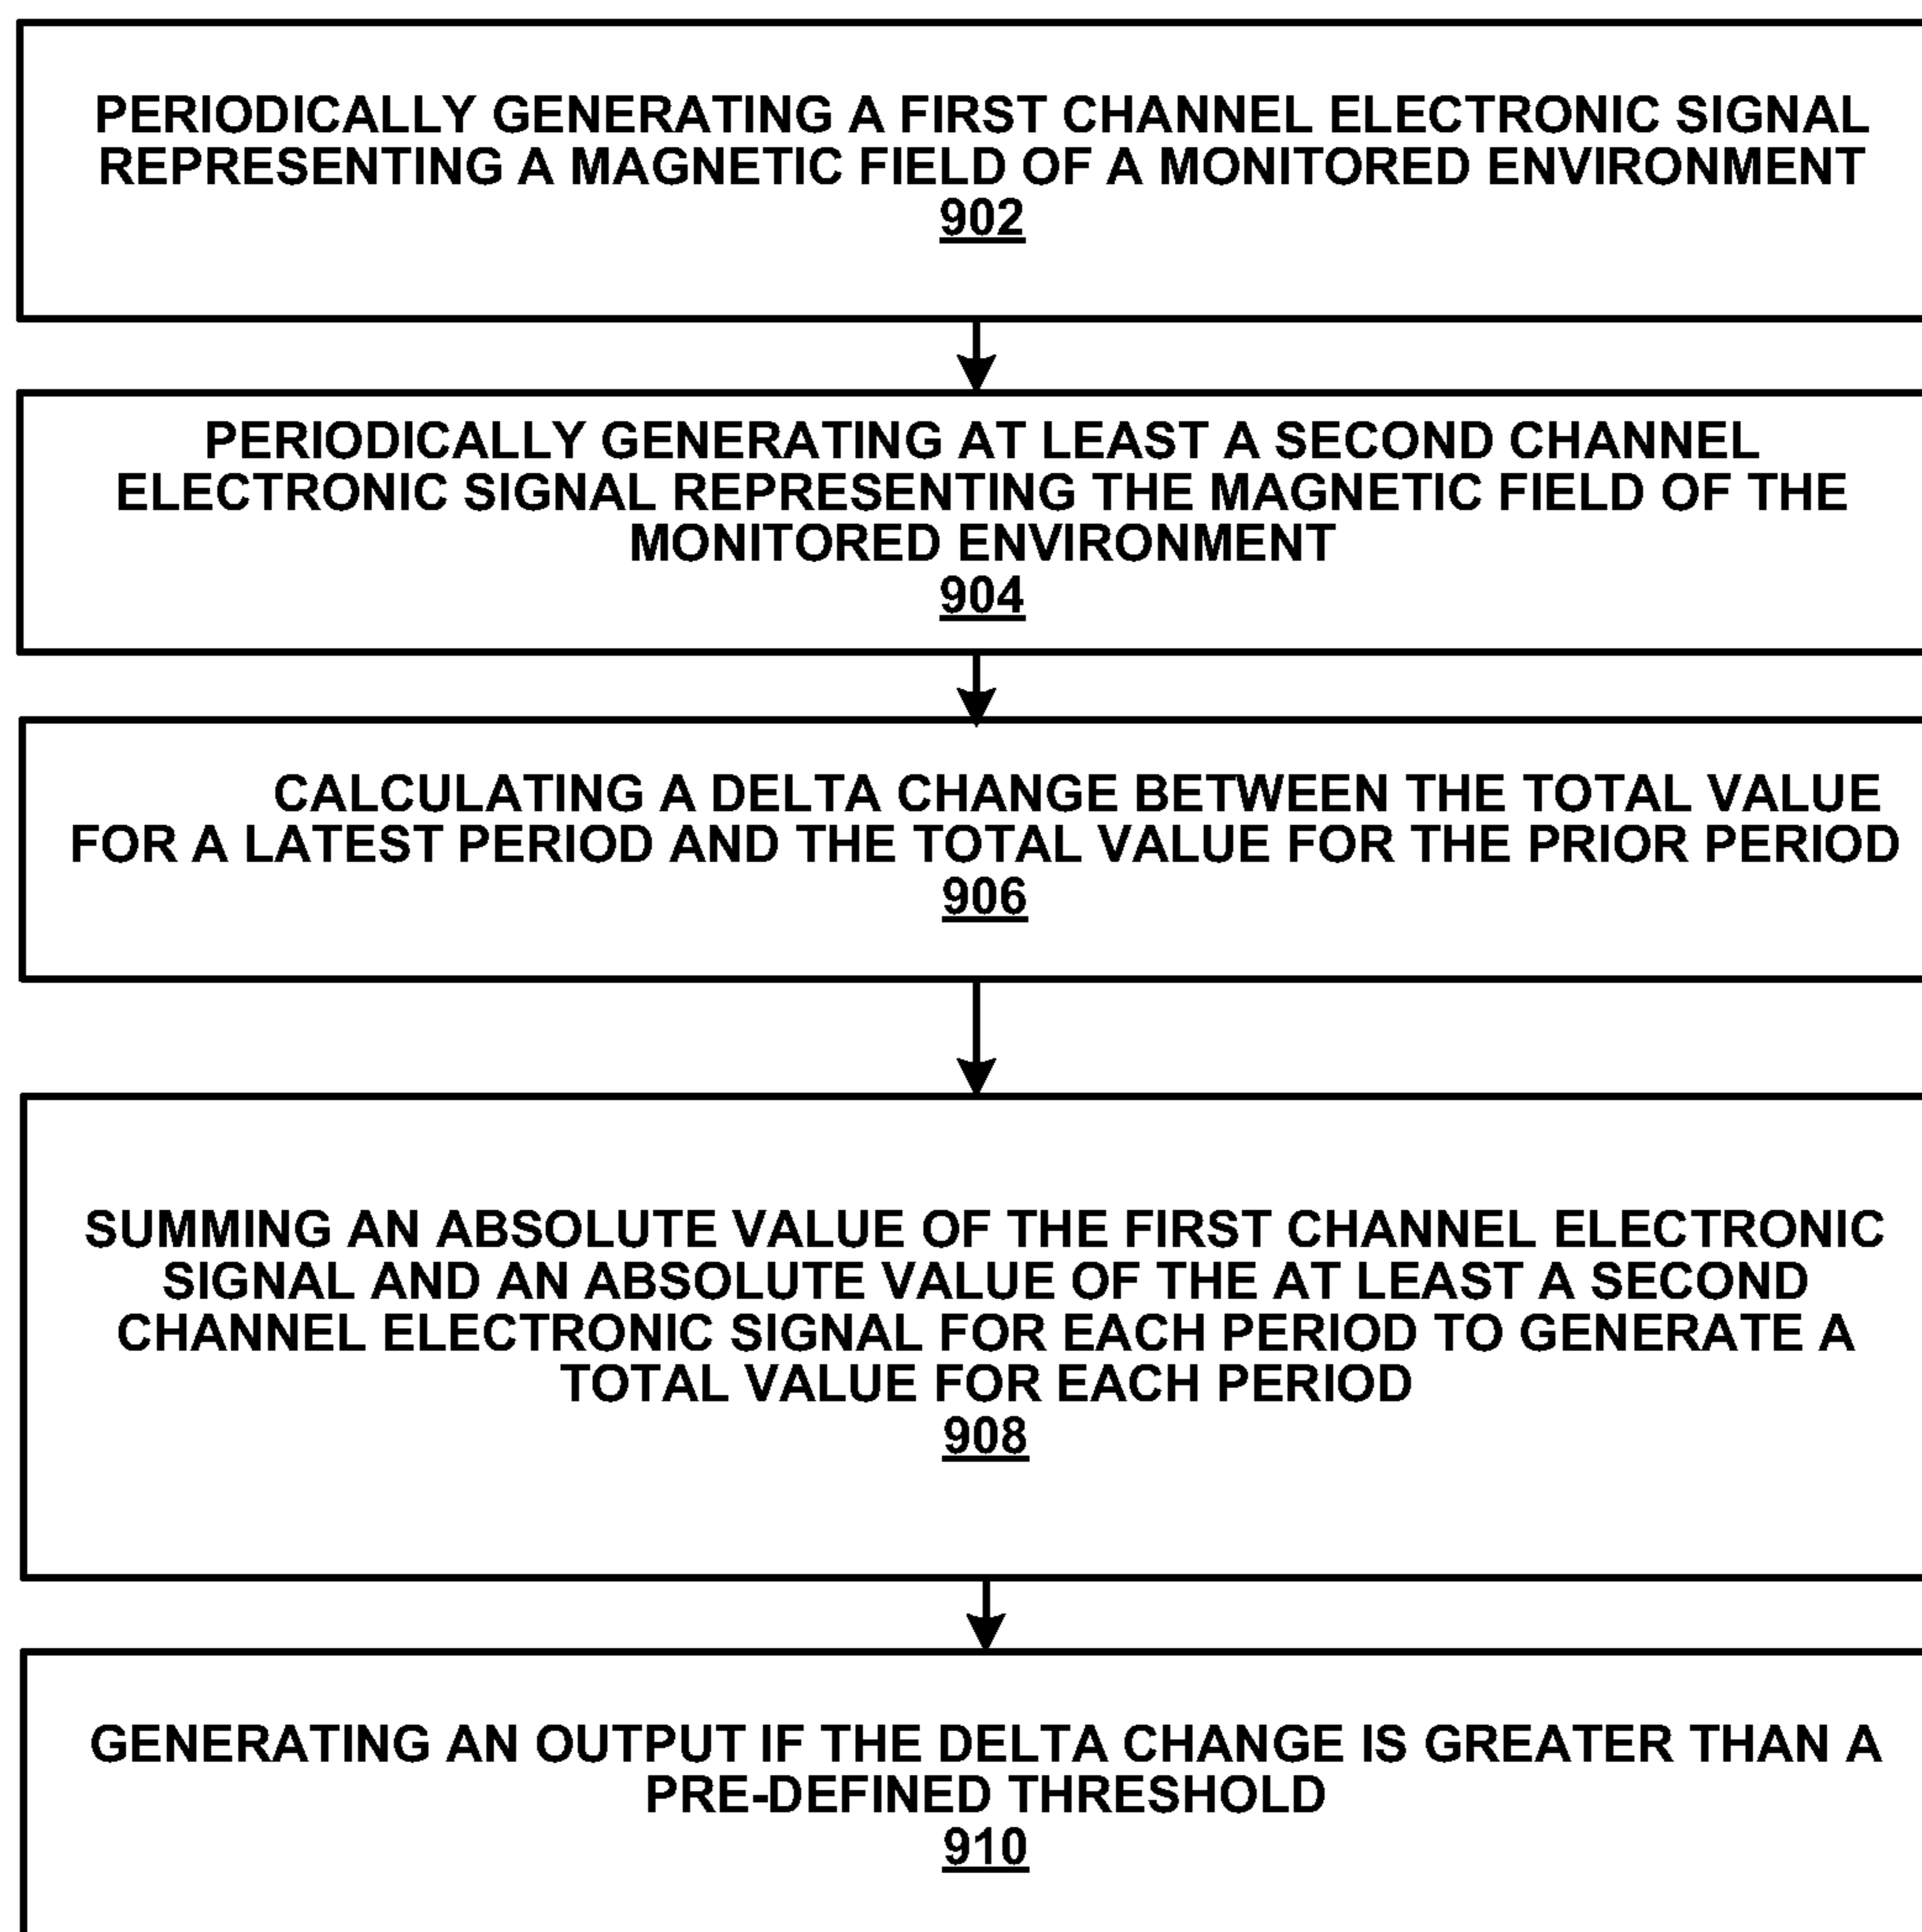 PERIODICALLY GENERATING A FIRST CHANNEL ELECTRONIC SIGNAL
REPRESENTING A MAGNETIC FIELD OF A MONITORED ENVIRONMENT
902
PERIODICALLY GENERATING AT LEAST A SECOND CHANNEL
ELECTRONIC SIGNAL REPRESENTING THE MAGNETIC FIELD OF THE
MONITORED ENVIRONMENT
904
CALCULATING A DELTA CHANGE BETWEEN THE TOTAL VALUE
FOR A LATEST PERIOD AND THE TOTAL VALUE FOR THE PRIOR PERIOD
906
SUMMING AN ABSOLUTE VALUE OF THE FIRST CHANNEL ELECTRONIC
SIGNAL AND AN ABSOLUTE VALUE OF THE AT LEAST A SECOND
CHANNEL ELECTRONIC SIGNAL FOR EACH PERIOD TO GENERATE A
TOTAL VALUE FOR EACH PERIOD
908
GENERATING AN OUTPUT IF THE DELTA CHANGE IS GREATER THAN A
PRE-DEFINED THRESHOLD
910